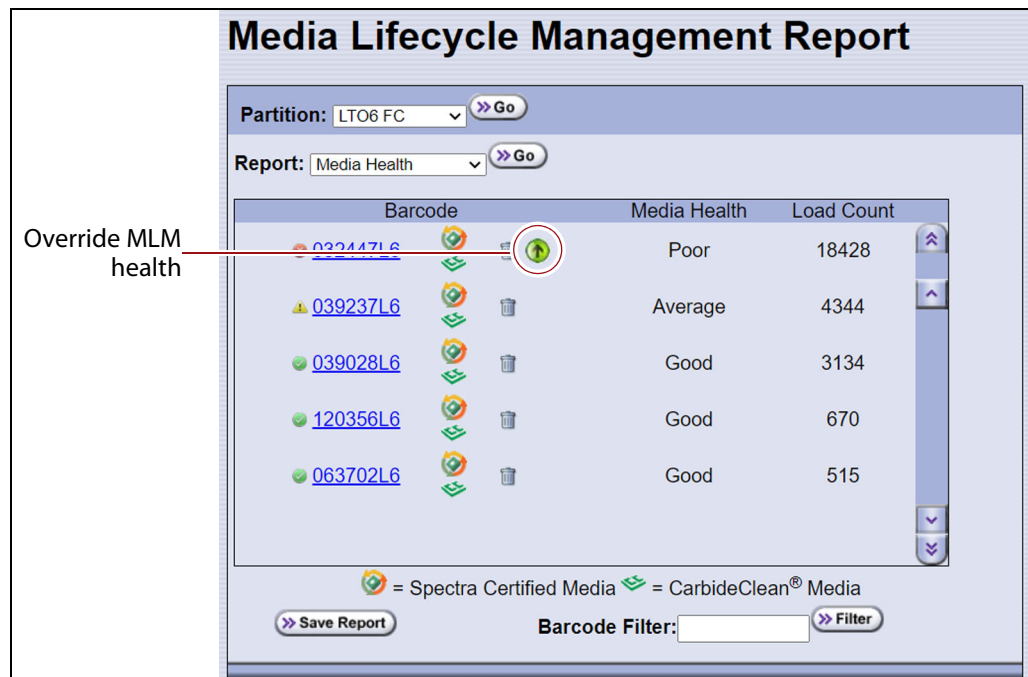 Media Lifecycle Management Report
Partition: LTO6 FC Go
Report: Media Health Go
Barcode Media Health Load Count
Override MLM
health
032447L6 Poor 18428
039237L6 Average 4344
039028L6 Good 3134
120356L6 Good 670
063702L6 Good 515
= Spectra Certified Media = CarbideClean® Media
Save Report Barcode Filter: Filter